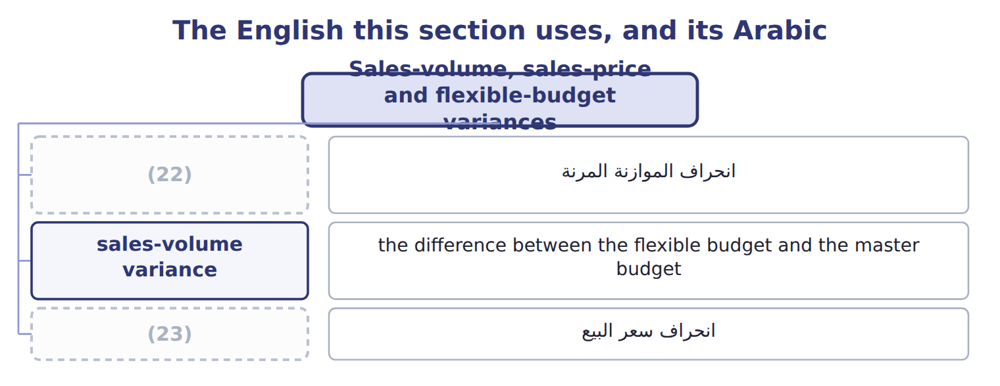 The English this section uses, and its Arabic
Sales-volume, sales-price
and flexible-budget
variances
(22)
انحراف الموازنة المرنة
sales-volume
variance
the difference between the flexible budget and the master
budget
(23)
انحراف سعر البيع